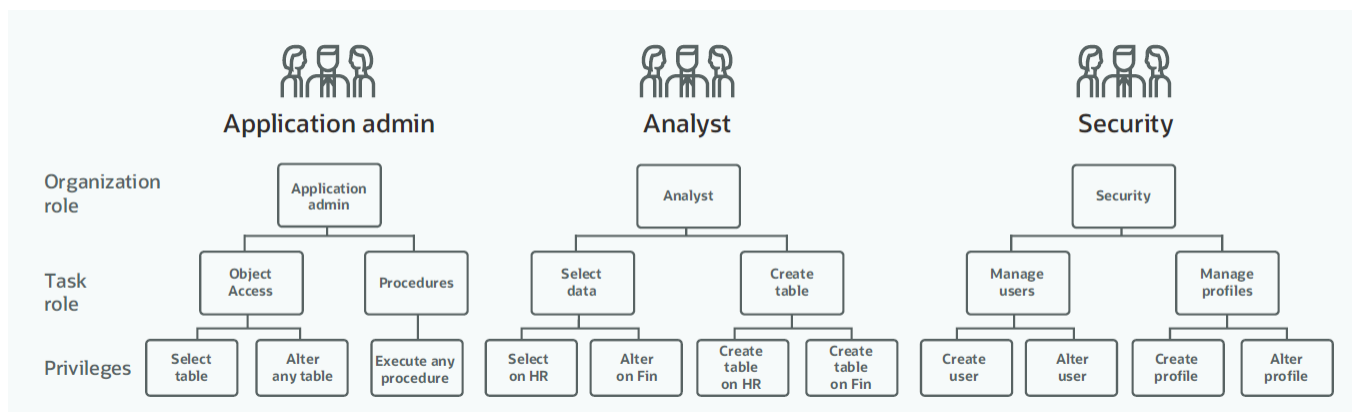 Application admin
Analyst
Security
Organization
role
Application
admin
Analyst
Security
Task
role
Object
Access
Procedures
Select
data
Create
table
Manage
users
Manage
profiles
Privileges
Select
table
Alter
any table
Execute any
procedure
Select
on HR
Alter
on Fin
Create
table
on HR
Create
table
on Fin
Create
user
Alter
user
Create
profile
Alter
profile